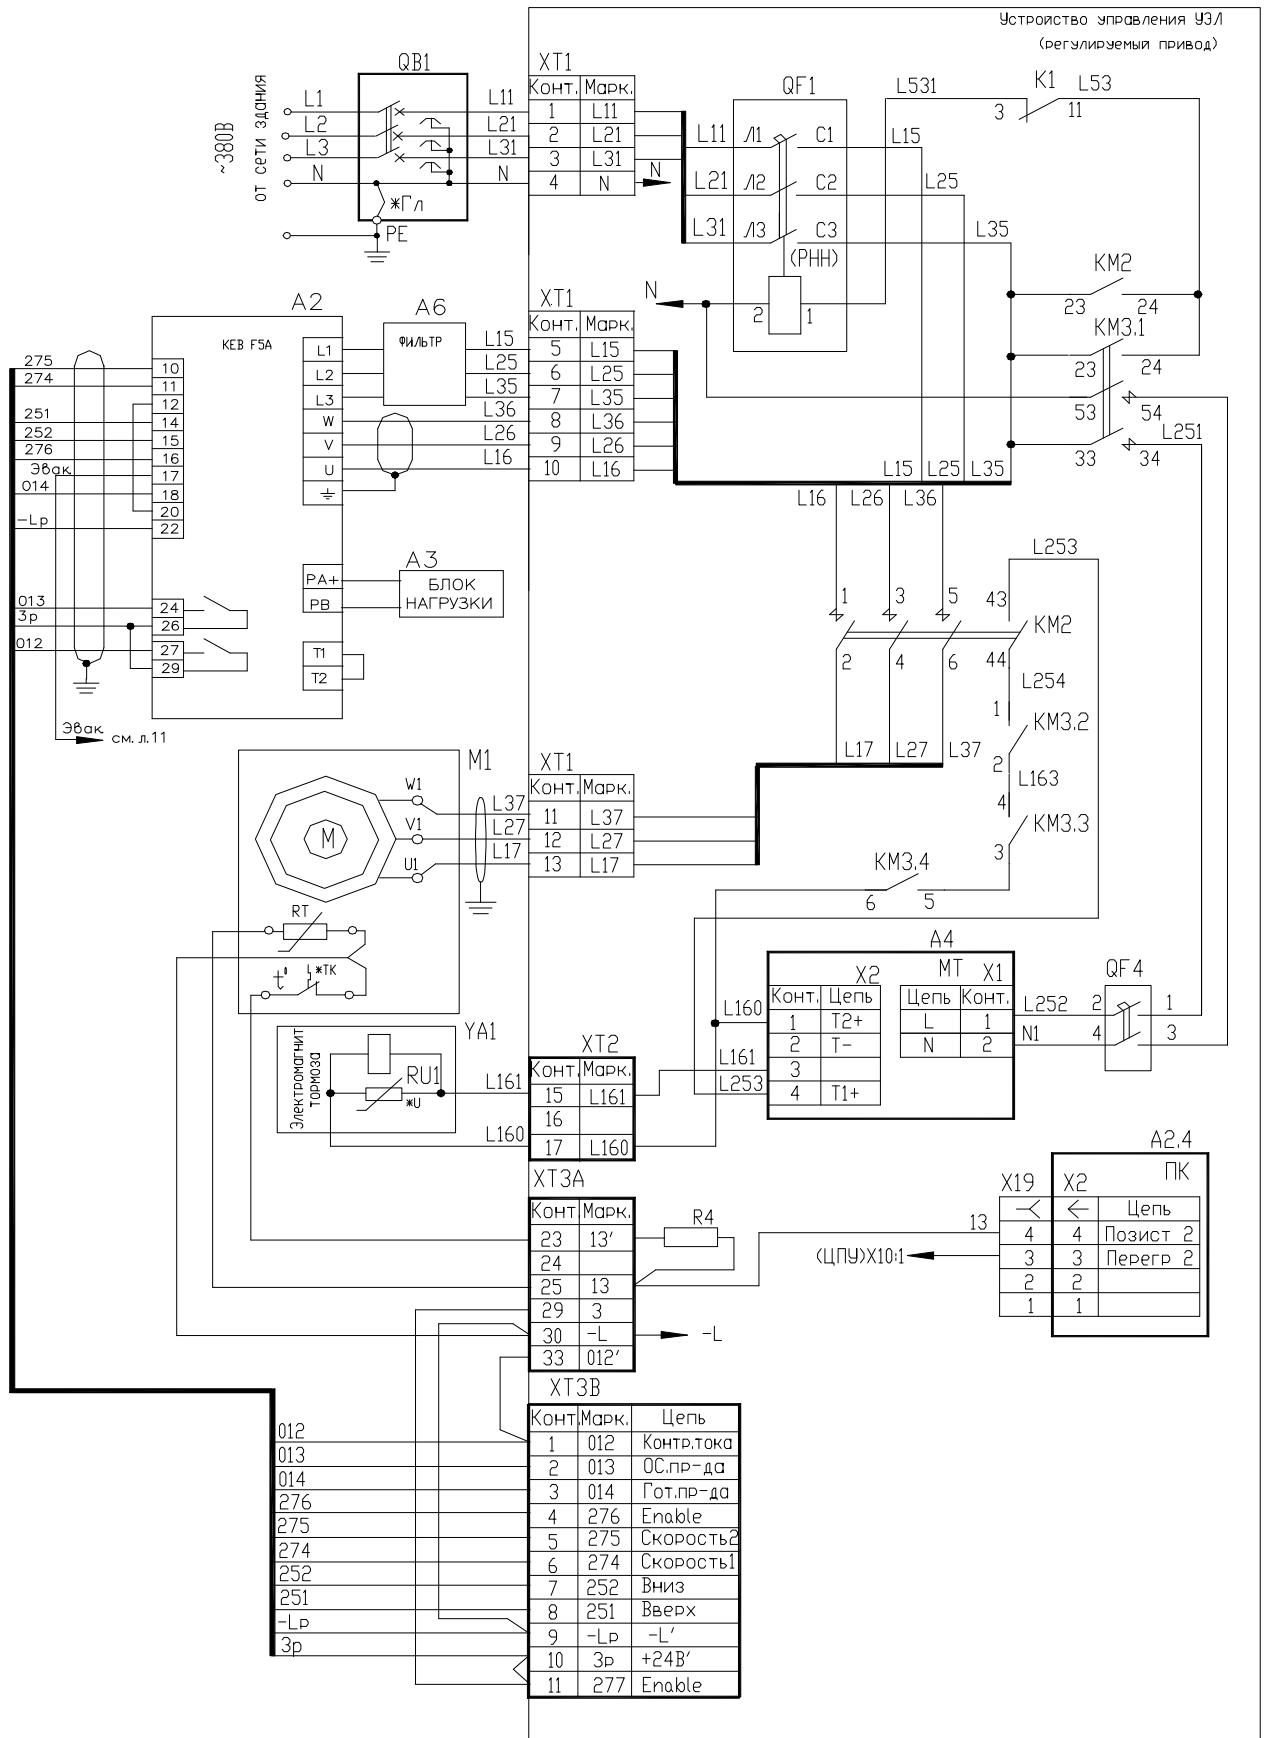 Устройство управления УЭЛ
(регулируемый привод)
QB1
XT1
~380В
от сети здания
L1
L2
L3
N
*Гл
PE
L11
L21
L31
N
Конт. Марк.
1 L11
2 L21
3 L31
4 N
N
QF1
L11 Л1 C1 L15
L21 Л2 C2 L25
L31 Л3 C3 L35
(РНН)
N
2 1
L531
K1
L53
3 11
KM2
23 24
KM3.1
23 24
53 54
L251
33 34
A2
KEB F5A
275
274
251
252
276
Эвак
014
-Lp
013
3p
012
10
11
12
14
15
16
17
18
20
22
24
26
27
29
L1
L2
L3
W
V
U
PA+
PB
T1
T2
A6
ФИЛЬТР
L15
L25
L35
L36
L26
L16
A3
БЛОК
НАГРУЗКИ
XT1
Конт. Марк.
5 L15
6 L25
7 L35
8 L36
9 L26
10 L16
L15 L25 L35
L16 L26 L36
L253
1 3 5 43
KM2
2 4 6 44
L254
1
KM3.2
2
L163
4
KM3.3
3
L17 L27 L37
KM3.4
6 5
Эвак
см.л.11
M1
M
W1
V1
U1
L37
L27
L17
XT1
Конт. Марк.
11 L37
12 L27
13 L17
RT
t°
*TK
YA1
Электромагнит
тормоза
RU1
*U
L161
L160
XT2
Конт. Марк.
15 L161
16
17 L160
A4
МТ
X2
Конт. Цепь
1 T2+
2 T-
3
4 T1+
X1
Цепь Конт.
L 1
N 2
L160
L161
L253
L252
N1
QF4
2 1
4 3
XT3A
Конт Марк.
23 13'
24
25 13
29 3
30 -L
33 012'
R4
-L
13
(ЦПУ)X10:1
A2.4
ПК
X19 X2
Цепь
4 4 Позист 2
3 3 Перегр 2
2 2
1 1
XT3B
Конт Марк. Цепь
1 012 Контр.тока
2 013 ОС.пр-да
3 014 Гот.пр-да
4 276 Enable
5 275 Скорость2
6 274 Скорость1
7 252 Вниз
8 251 Вверх
9 -Lp -L'
10 3p +24В'
11 277 Enable
012
013
014
276
275
274
252
251
-Lp
3p